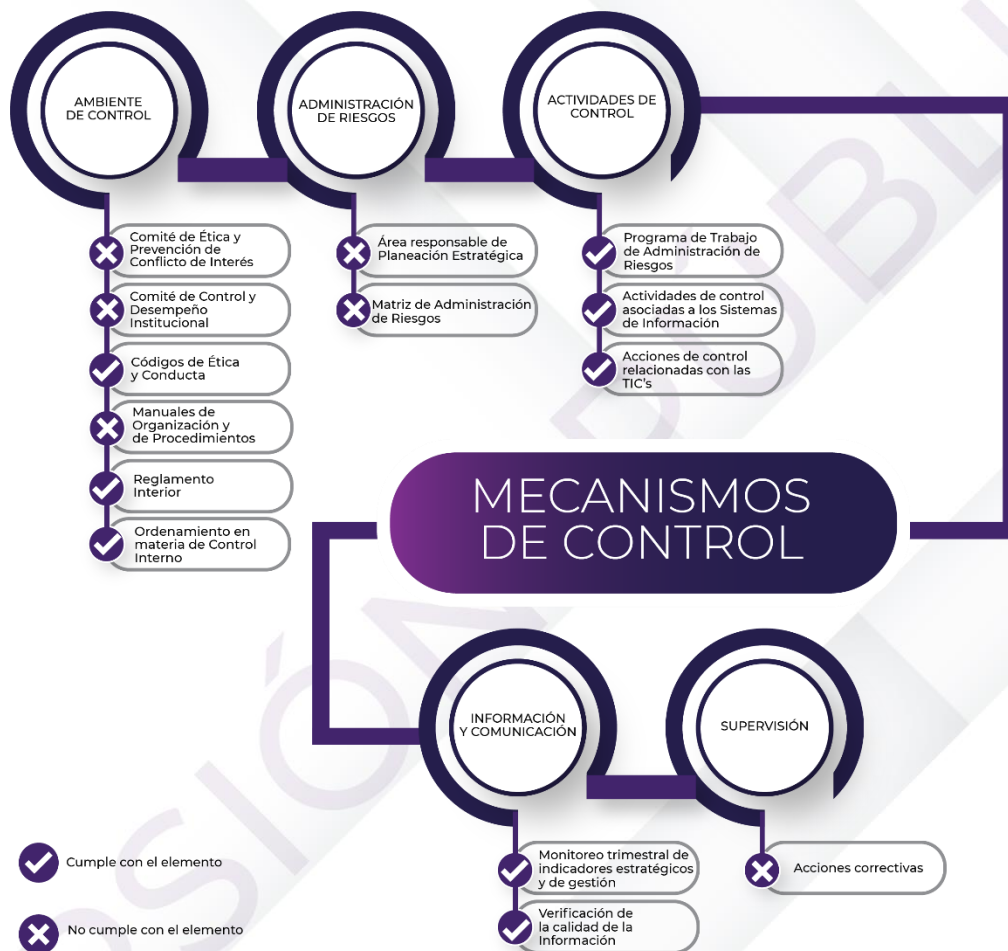 AMBIENTE
DE CONTROL
ADMINISTRACIÓN
DE RIESGOS
ACTIVIDADES DE
CONTROL
Comité de Ética y
Prevención de
Conflicto de Interés
Comité de Control y
Desempeño
Institucional
Códigos de Ética
y Conducta
Manuales de
Organización y
de Procedimientos
Reglamento
Interior
Ordenamiento en
materia de Control
Interno
Área responsable de
Planeación Estratégica
Matriz de Administración
de Riesgos
Programa de Trabajo
de Administración de
Riesgos
Actividades de control
asociadas a los Sistemas
de Información
Acciones de control
relacionadas con las
TIC's
MECANISMOS
DE CONTROL
INFORMACIÓN
Y COMUNICACIÓN
SUPERVISIÓN
Monitoreo trimestral de
indicadores estratégicos
y de gestión
Verificación de
la calidad de la
Información
Acciones correctivas
Cumple con el elemento
No cumple con el elemento